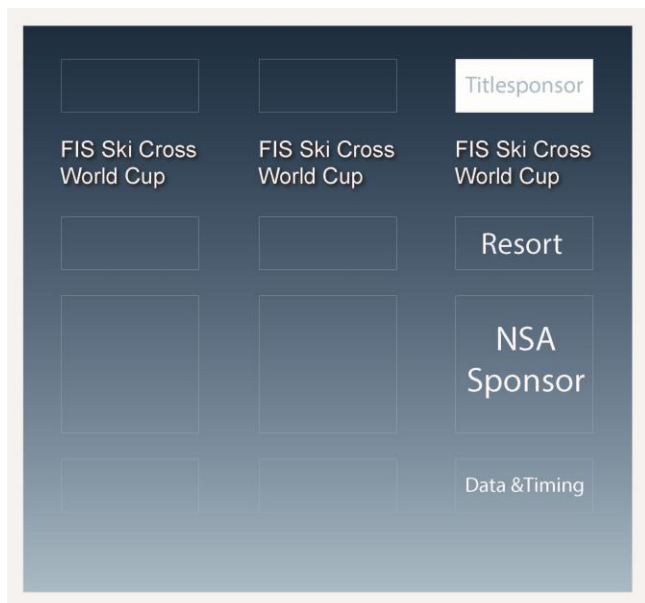 Titlesponsor
FIS Ski Cross
World Cup
FIS Ski Cross
World Cup
FIS Ski Cross
World Cup
Resort
NSA
Sponsor
Data &Timing